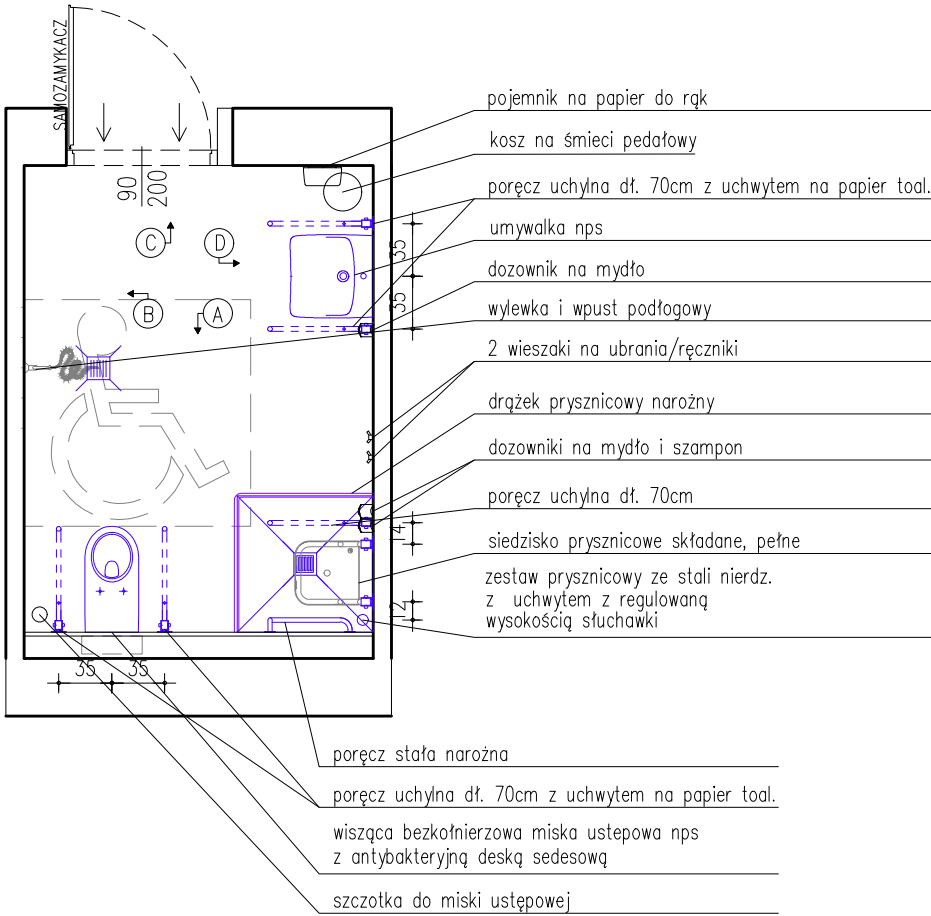 SAMOZAMYKACZ
90
200
C
D
B
A
pojemnik na papier do rąk
kosz na śmieci pedałowy
poręcz uchylna dł. 70cm z uchwytem na papier toal.
umywalka nps
35
35
dozownik na mydło
wylewka i wpust podłogowy
2 wieszaki na ubrania/ręczniki
drążek prysznicowy narożny
dozowniki na mydło i szampon
poręcz uchylna dł. 70cm
14
siedzisko prysznicowe składane, pełne
zestaw prysznicowy ze stali nierdz.
z uchwytem z regulowaną
wysokością słuchawki
12
35
35
poręcz stała narożna
poręcz uchylna dł. 70cm z uchwytem na papier toal.
wisząca bezkołnierzowa miska ustepowa nps
z antybakteryjną deską sedesową
szczotka do miski ustępowej